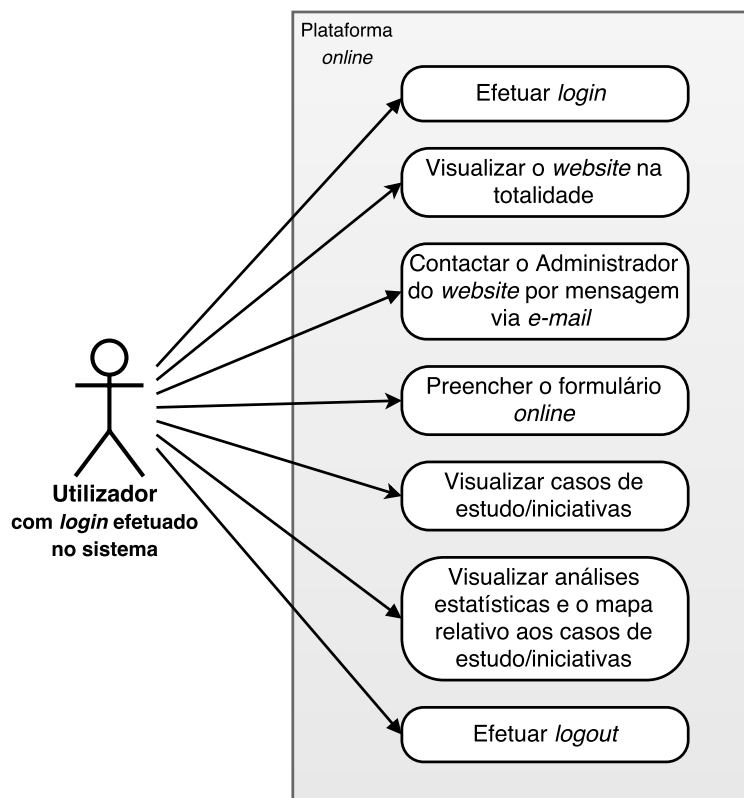 Plataforma
online
Efetuar login
Visualizar o website na
totalidade
Contactar o Administrador
do website por mensagem
via e-mail
Preencher o formulário
online
Visualizar casos de
estudo/iniciativas
Visualizar análises
estatísticas e o mapa
relativo aos casos de
estudo/iniciativas
Efetuar logout
Utilizador
com login efetuado
no sistema